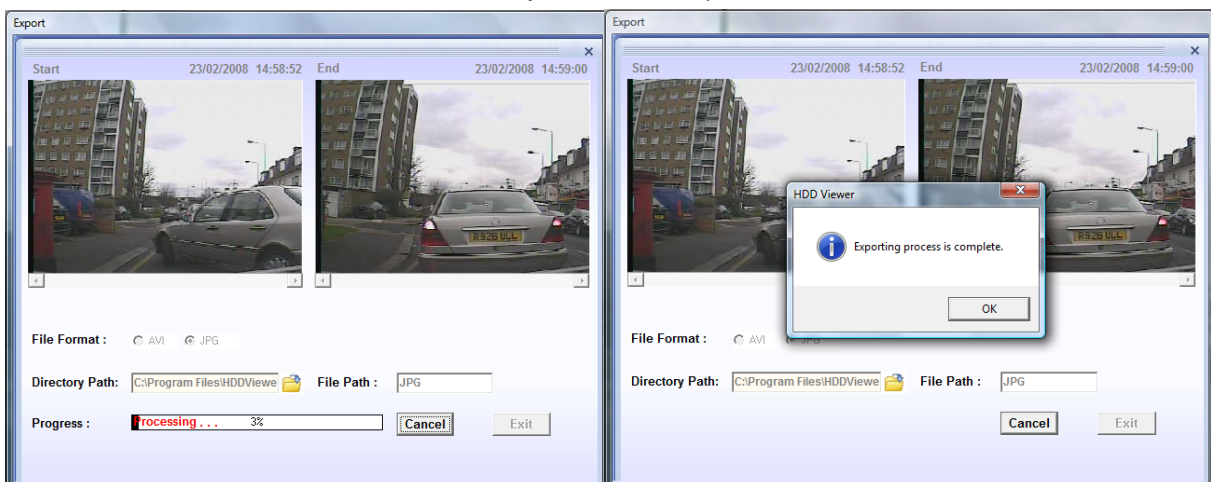 Export
Start 23/02/2008 14:58:52 End 23/02/2008 14:59:00
R926 ULL
File Format : AVI JPG
Directory Path: C:\Program Files\HDDViewe File Path : JPG
Progress : Processing . . . 3% Cancel Exit
Export
Start 23/02/2008 14:58:52 End 23/02/2008 14:59:00
HDD Viewer
Exporting process is complete.
R926 ULL
OK
File Format : AVI JPG
Directory Path: C:\Program Files\HDDViewe File Path : JPG
Cancel Exit